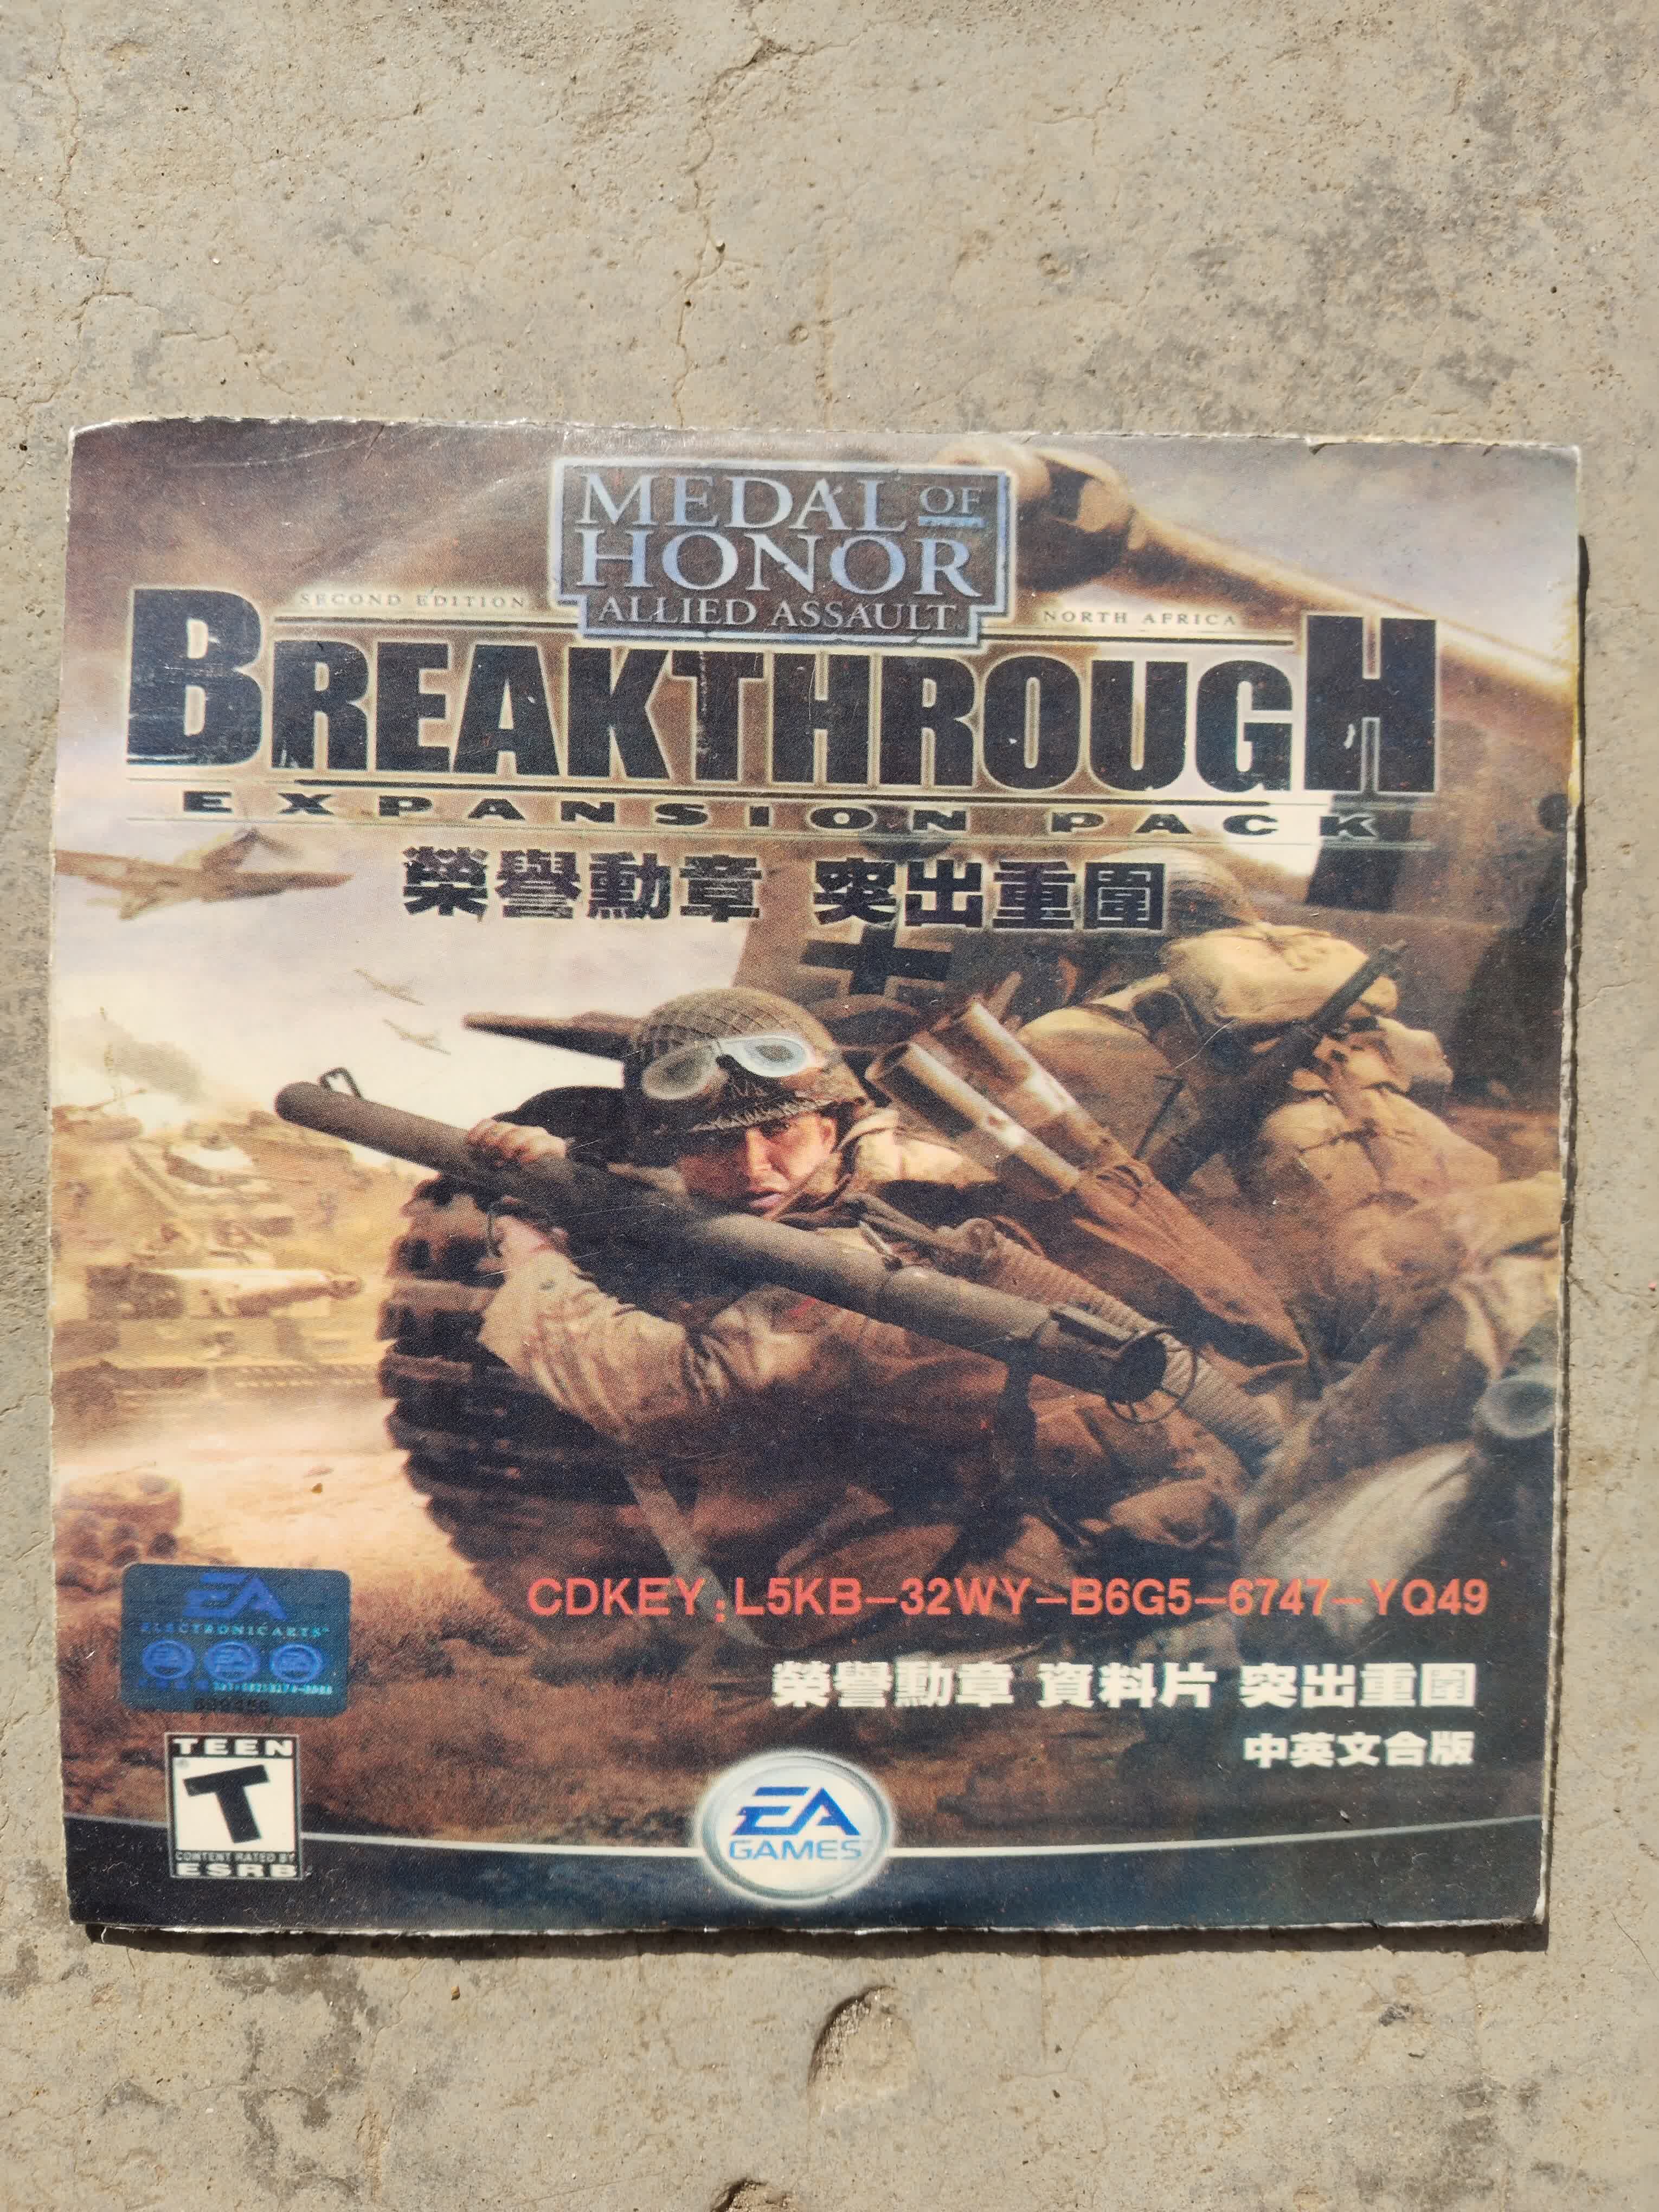 MEDAL OF
HONOR
ALLIED ASSAULT
SECOND EDITION
NORTH AFRICA
BREAKTHROUGH
EXPANSION PACK
榮譽勳章 突出重圍
CDKEY:L5KB-32WY-B6G5-6747-YQ49
EA
ELECTRONIC ARTS™
榮譽勳章 資料片 突出重圍
中英文合版
TEEN
T
CONTENT RATED BY
ESRB
EA
GAMES™